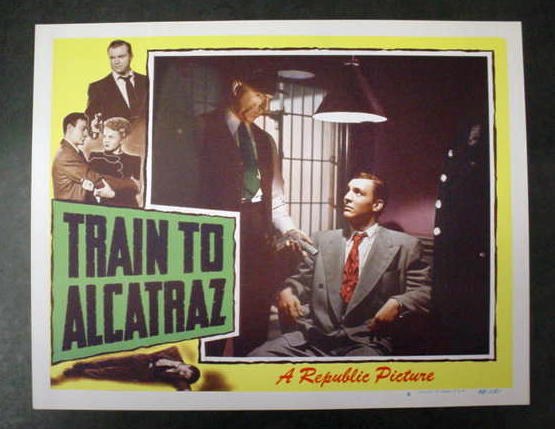 TRAIN TO
ALCATRAZ
A Republic Picture